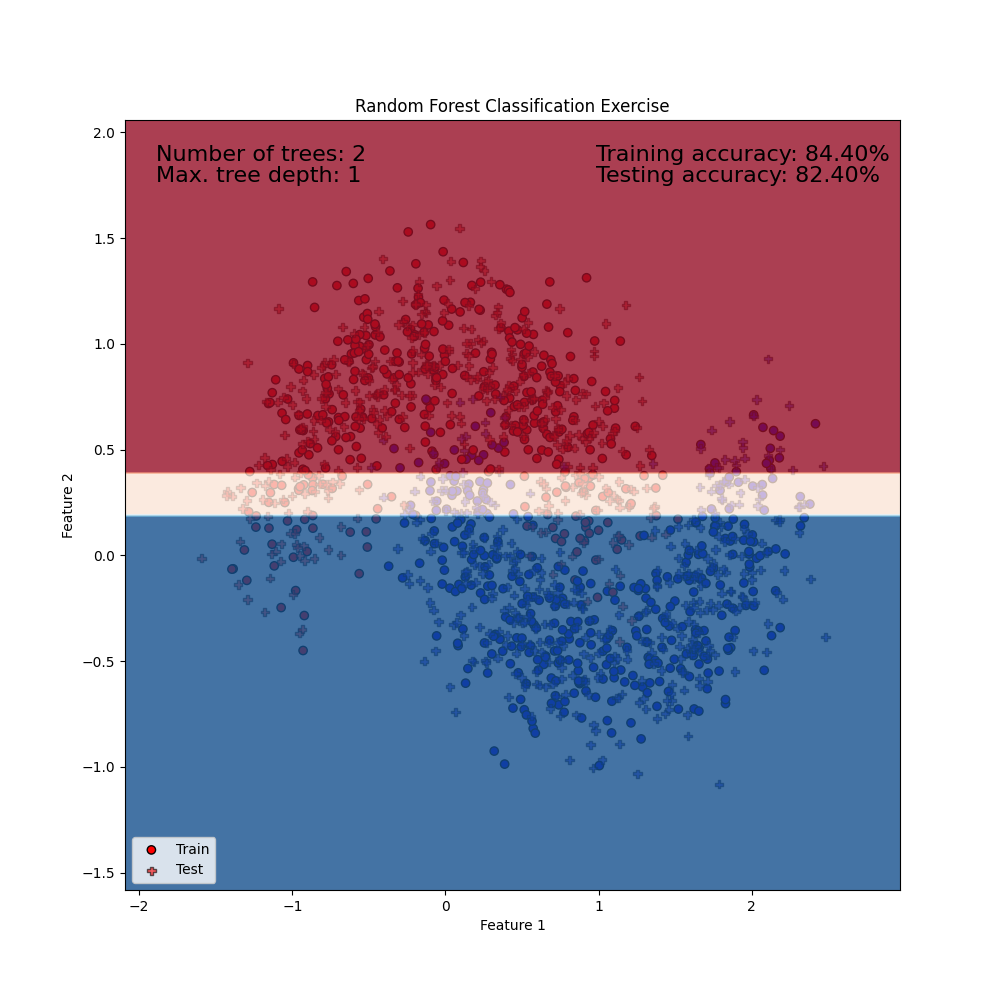 Random Forest Classification Exercise
Number of trees: 2
Max. tree depth: 1
Training accuracy: 84.40%
Testing accuracy: 82.40%
2.0
1.5
1.0
0.5
0.0
−0.5
−1.0
−1.5
Feature 2
Train
Test
−2
−1
0
1
2
Feature 1